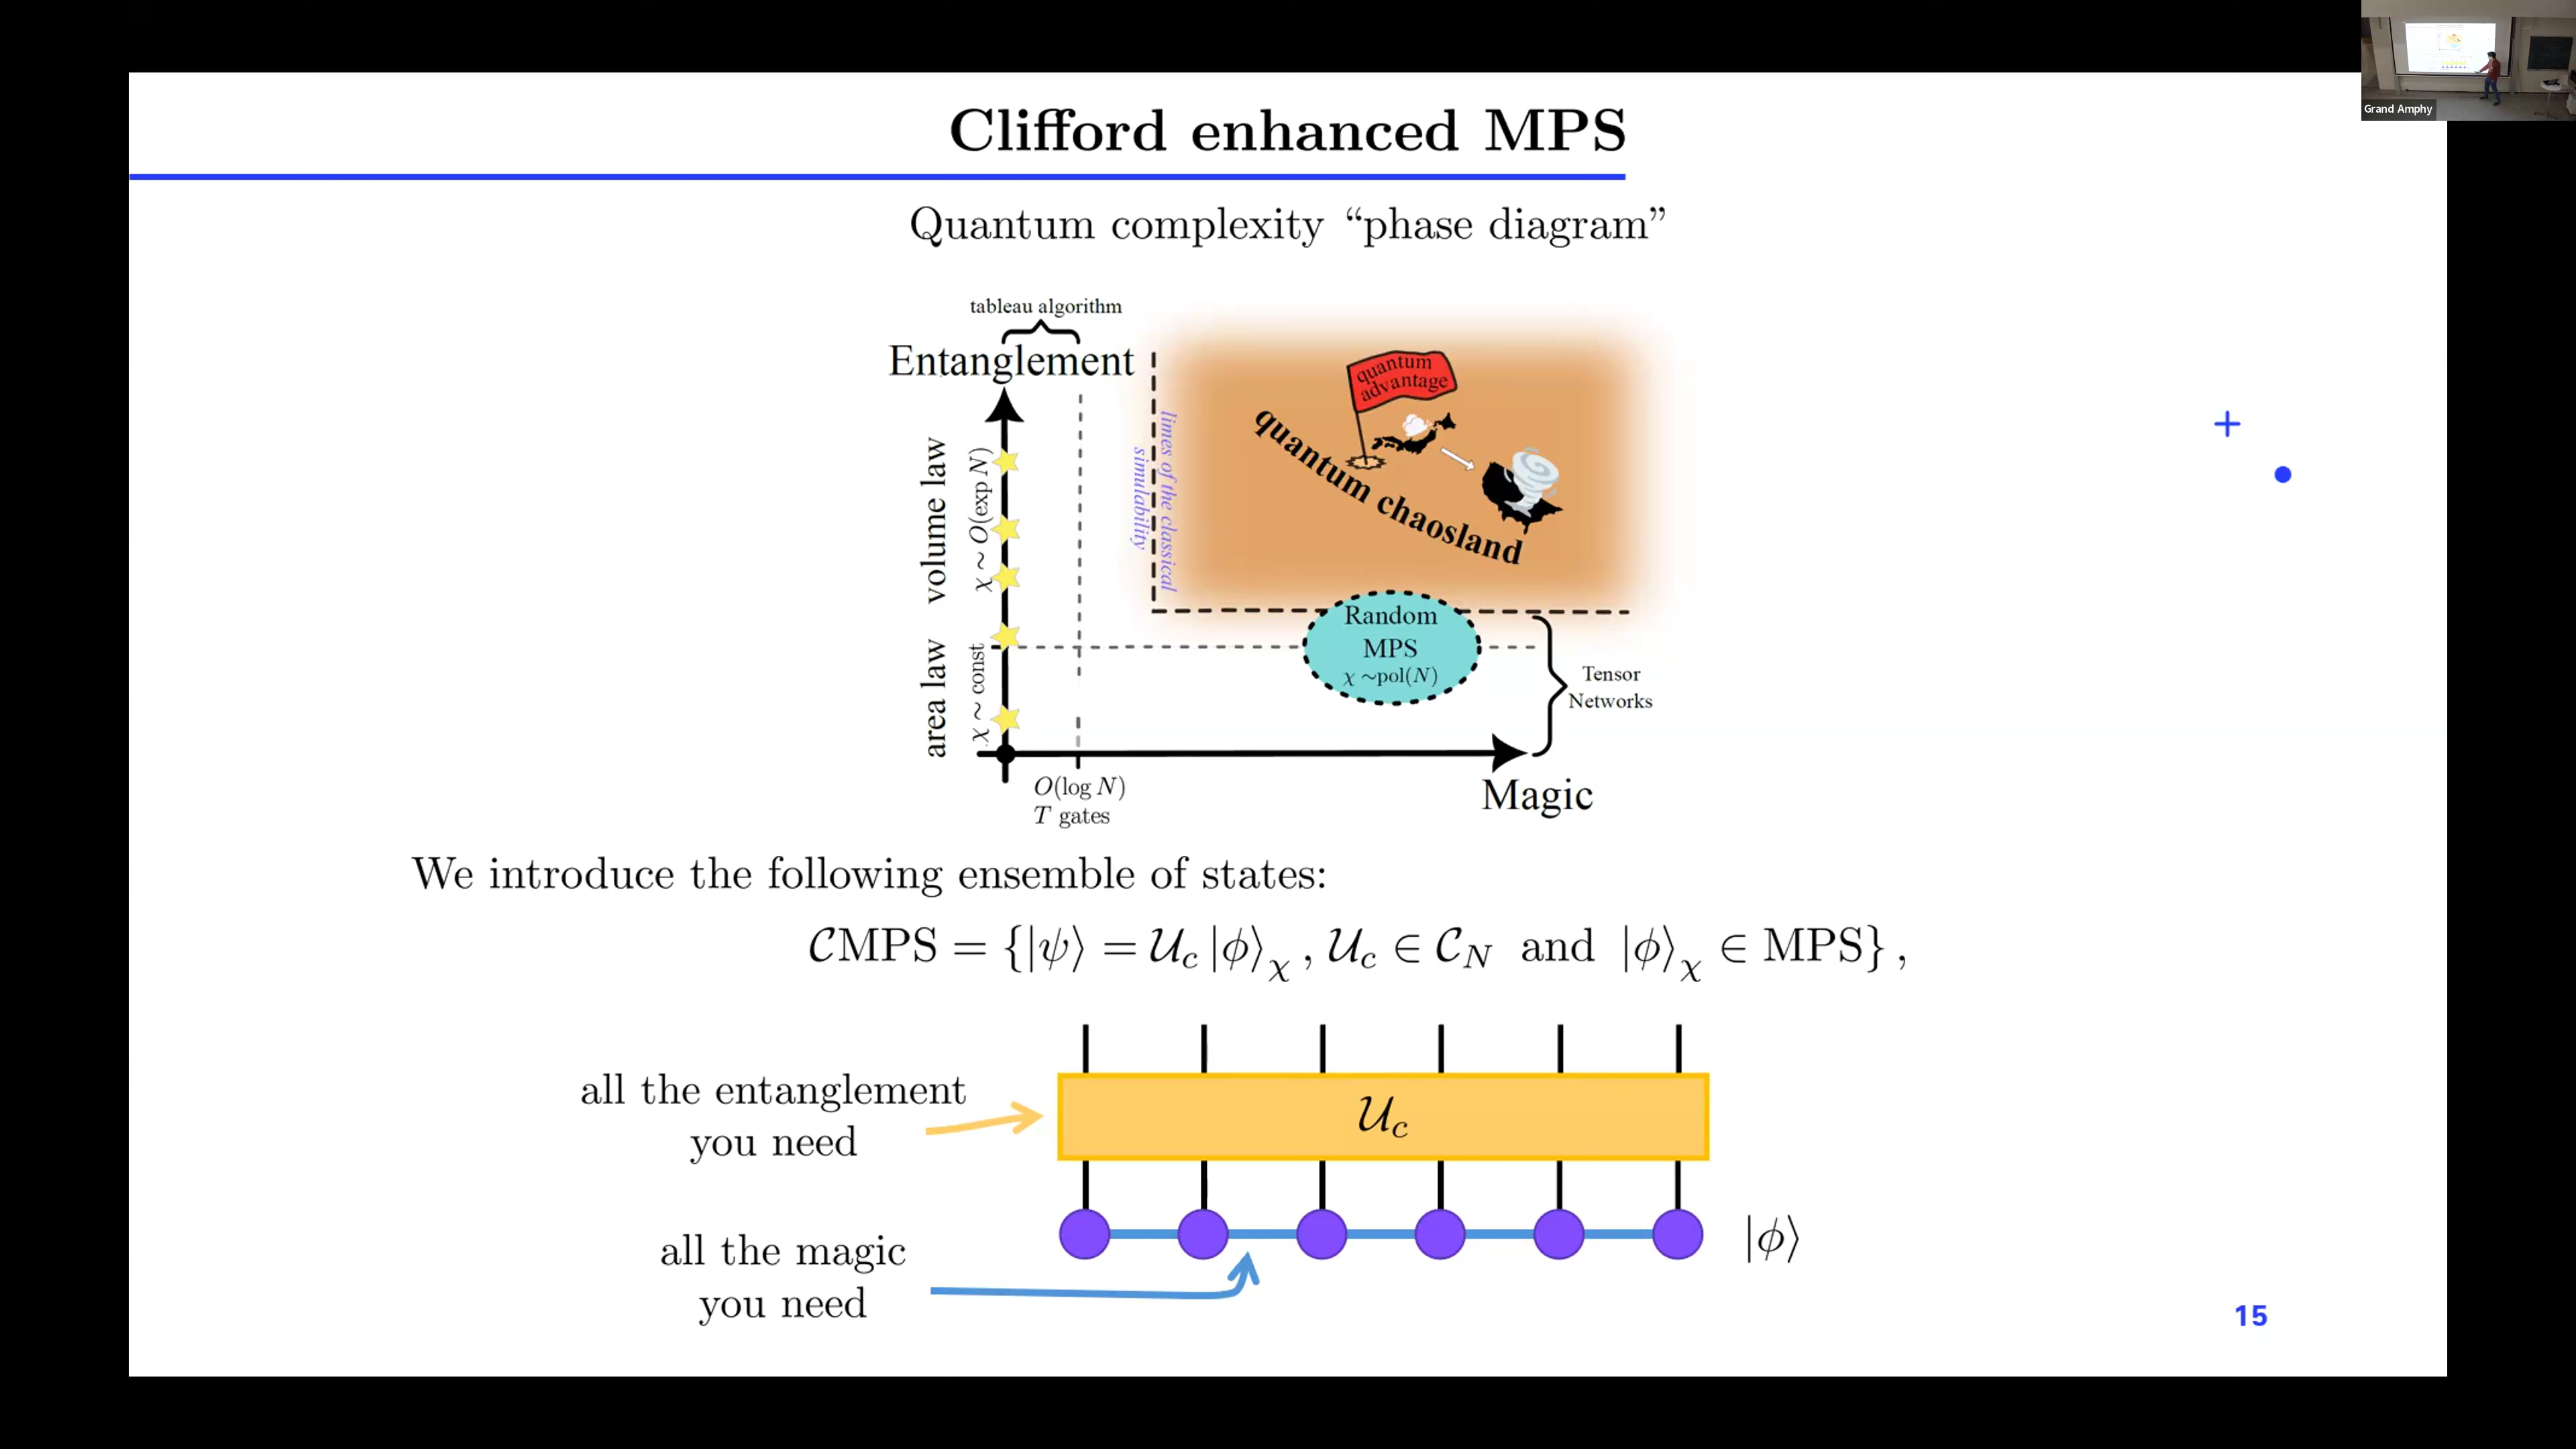 Grand Amphy
Clifford enhanced MPS
Quantum complexity “phase diagram”
tableau algorithm
Entanglement
volume law
χ ~ O(exp N)
area law
χ ~ const
limes of the classical
simulability
quantum
advantage
quantum chaosland
Random
MPS
χ ~pol(N)
Tensor
Networks
O(log N)
T gates
Magic
We introduce the following ensemble of states:
𝒞MPS = {|ψ⟩ = 𝒰_c |ϕ⟩_χ , 𝒰_c ∈ 𝒞_N and |ϕ⟩_χ ∈ MPS} ,
all the entanglement
you need
𝒰_c
all the magic
you need
|ϕ⟩
15